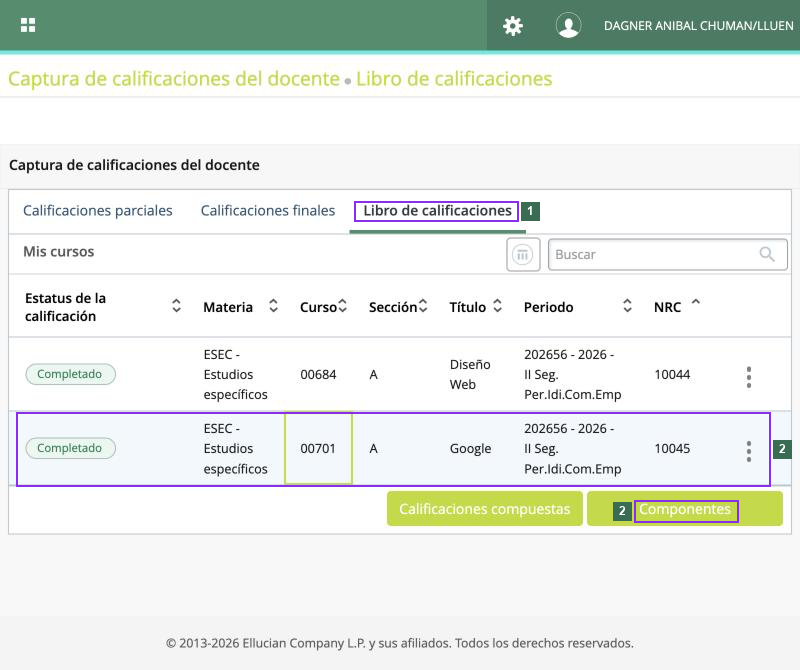 DAGNER ANIBAL CHUMAN/LLUEN
Captura de calificaciones del docente • Libro de calificaciones
Captura de calificaciones del docente
Calificaciones parciales Calificaciones finales Libro de calificaciones 1
Mis cursos Buscar
Estatus de la calificación Materia Curso Sección Título Periodo NRC
Completado ESEC - Estudios específicos 00684 A Diseño Web 202656 - 2026 - II Seg. Per.Idi.Com.Emp 10044
Completado ESEC - Estudios específicos 00701 A Google 202656 - 2026 - II Seg. Per.Idi.Com.Emp 10045 2
Calificaciones compuestas 2 Componentes
© 2013-2026 Ellucian Company L.P. y sus afiliados. Todos los derechos reservados.